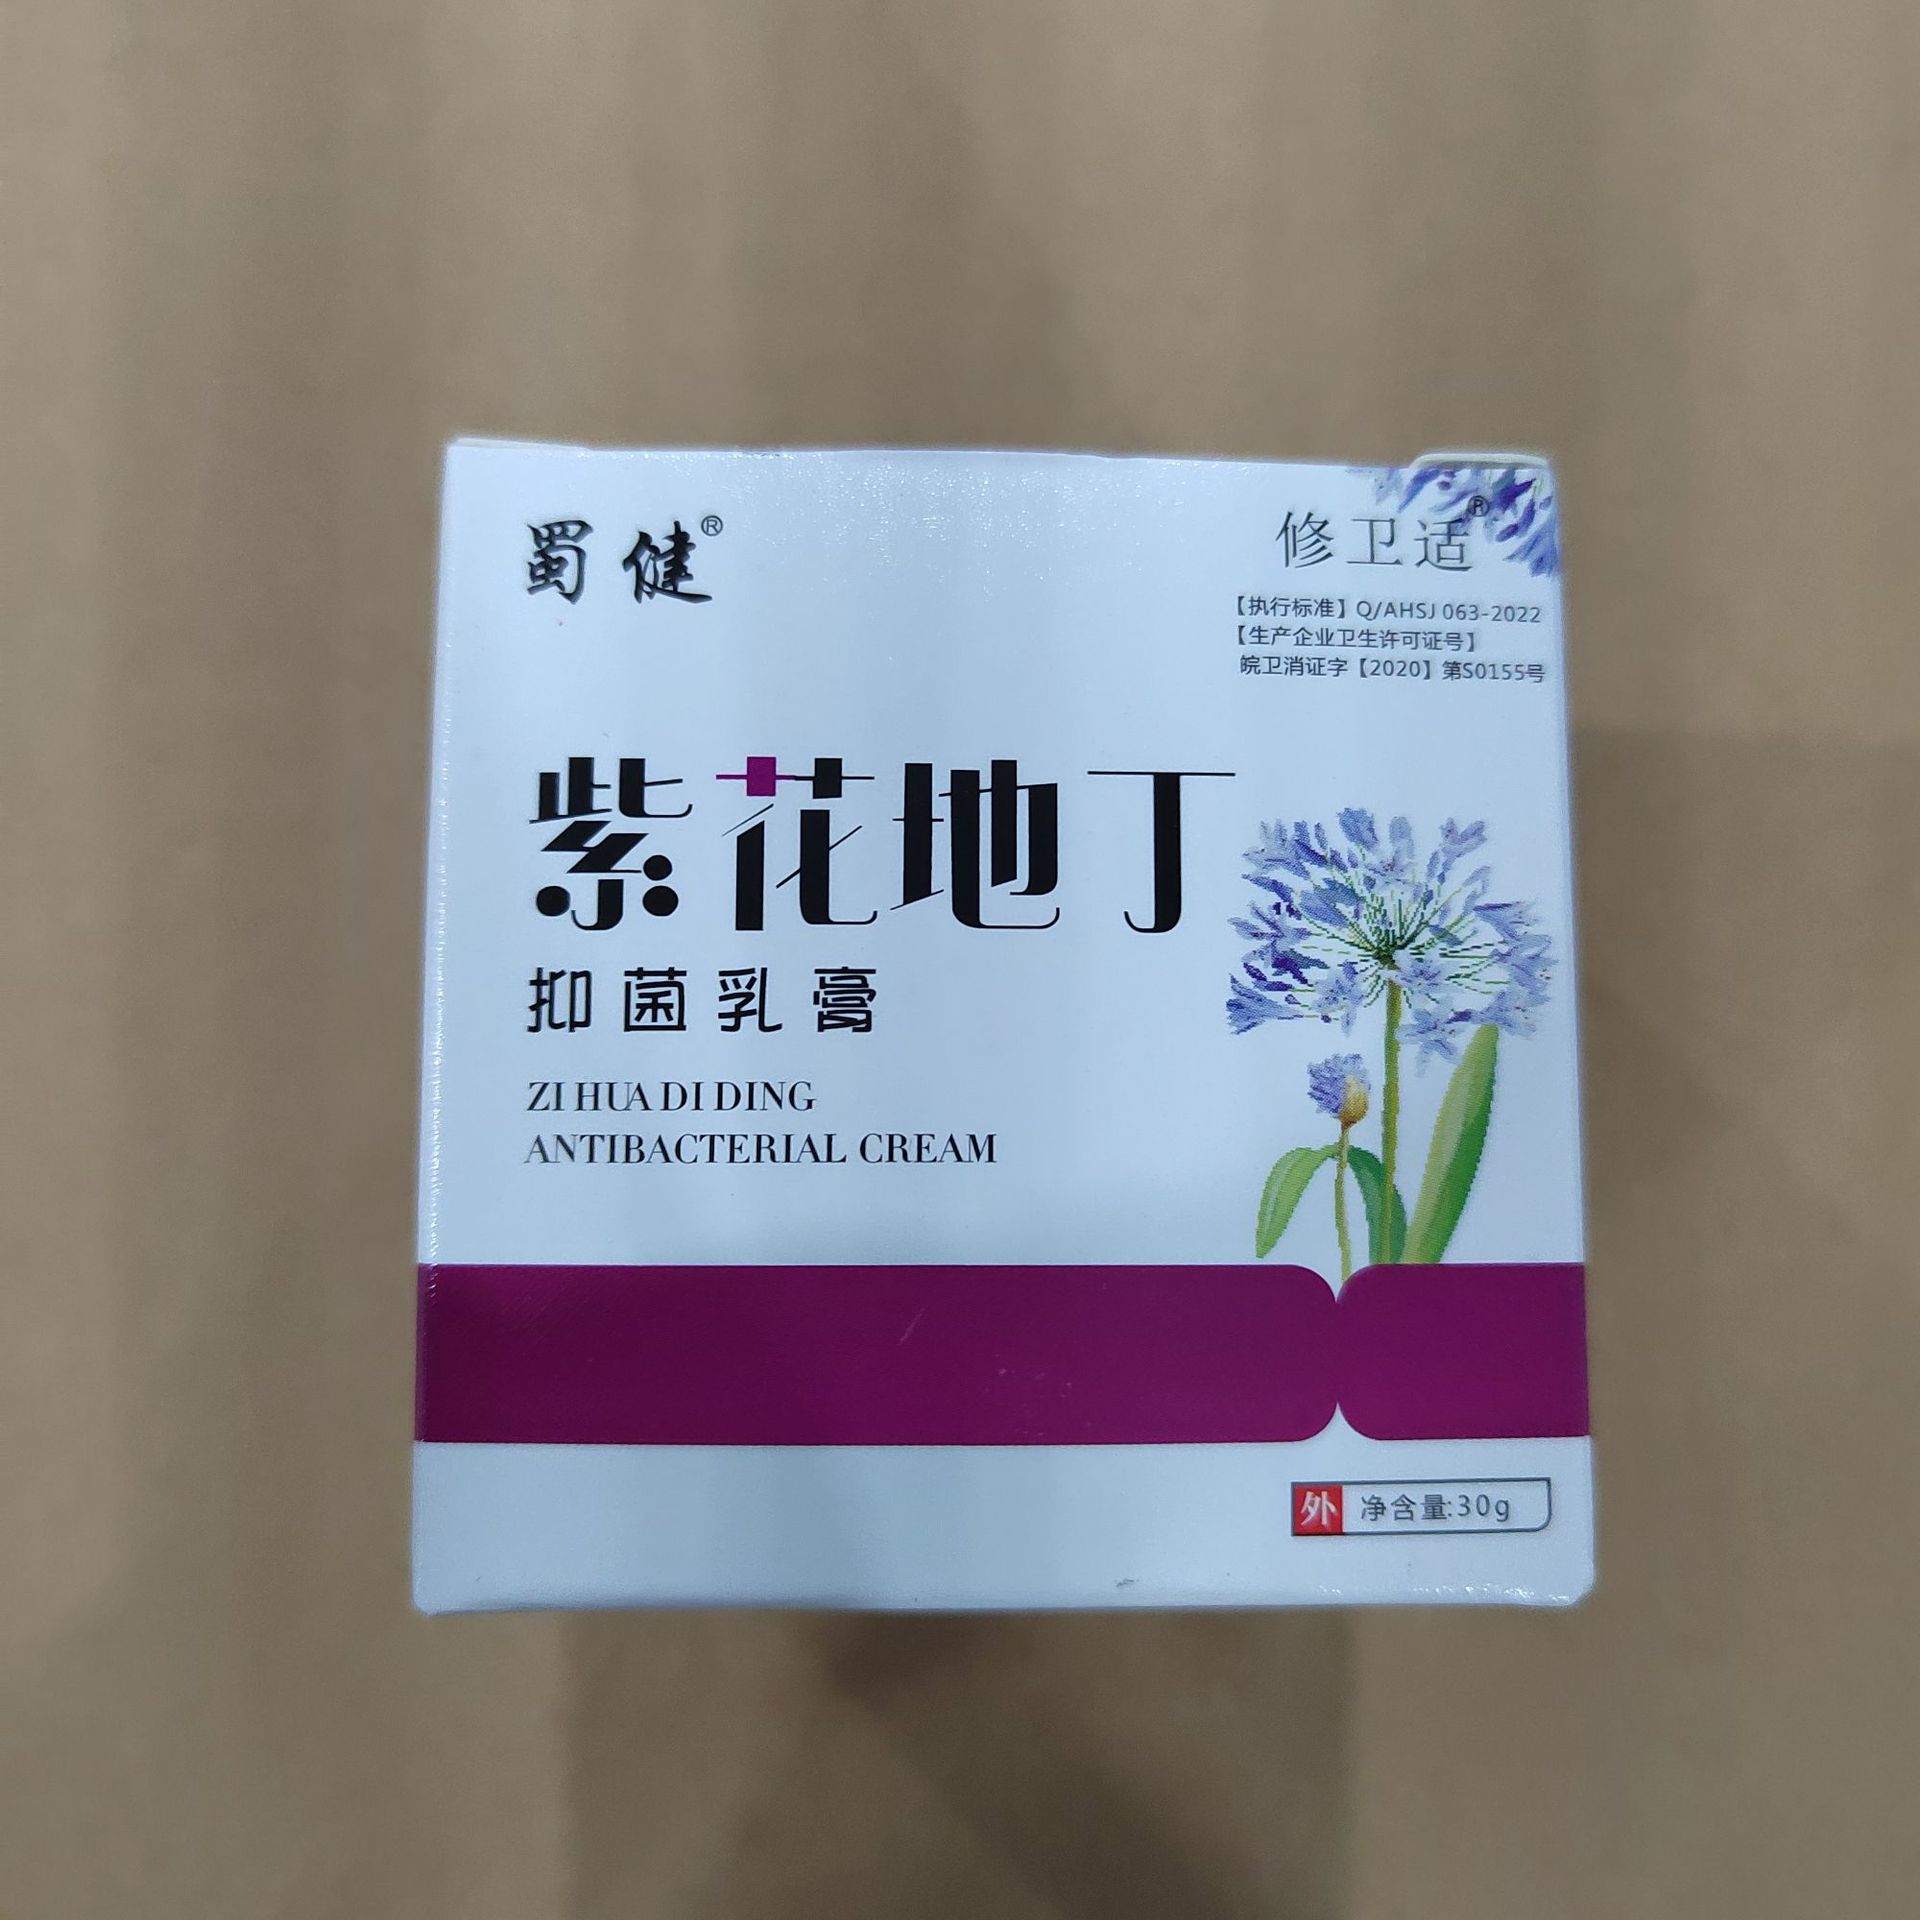 蜀健®
修卫适®
【执行标准】Q/AHSJ 063-2022
【生产企业卫生许可证号】
皖卫消证字【2020】第S0155号
紫花地丁
抑菌乳膏
ZI HUA DI DING
ANTIBACTERIAL CREAM
外 净含量:30g